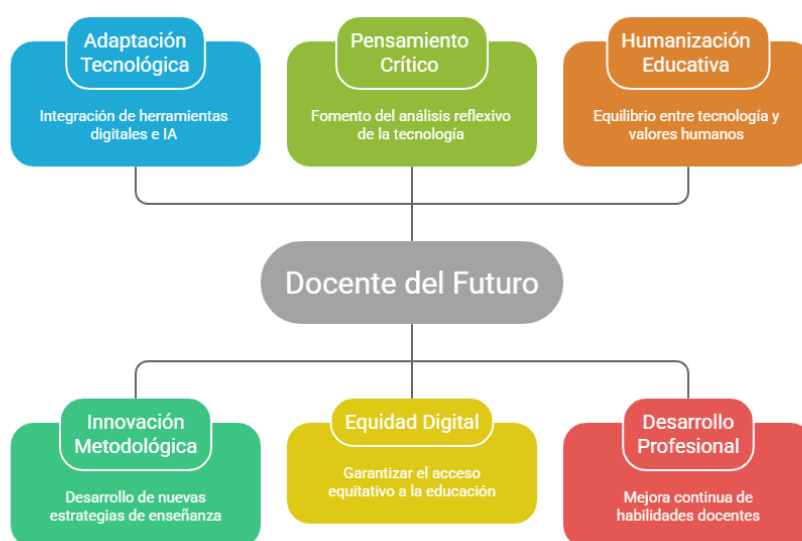 Adaptación
Tecnológica
Integración de herramientas
digitales e IA
Pensamiento
Crítico
Fomento del análisis reflexivo
de la tecnología
Humanización
Educativa
Equilibrio entre tecnología y
valores humanos
Docente del Futuro
Innovación
Metodológica
Desarrollo de nuevas
estrategias de enseñanza
Equidad Digital
Garantizar el acceso
equitativo a la educación
Desarrollo
Profesional
Mejora continua de
habilidades docentes